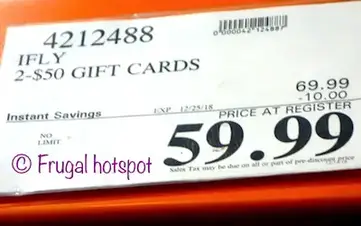 4212488
0000042124887
IFLY
2-$50 GIFT CARDS
69.99
-10.00
Instant Savings EXP 12/25/18 PRICE AT REGISTER
NO
LIMIT
59.99
© Frugal hotspot
Sales Tax may be due on all or part of pre-discount price